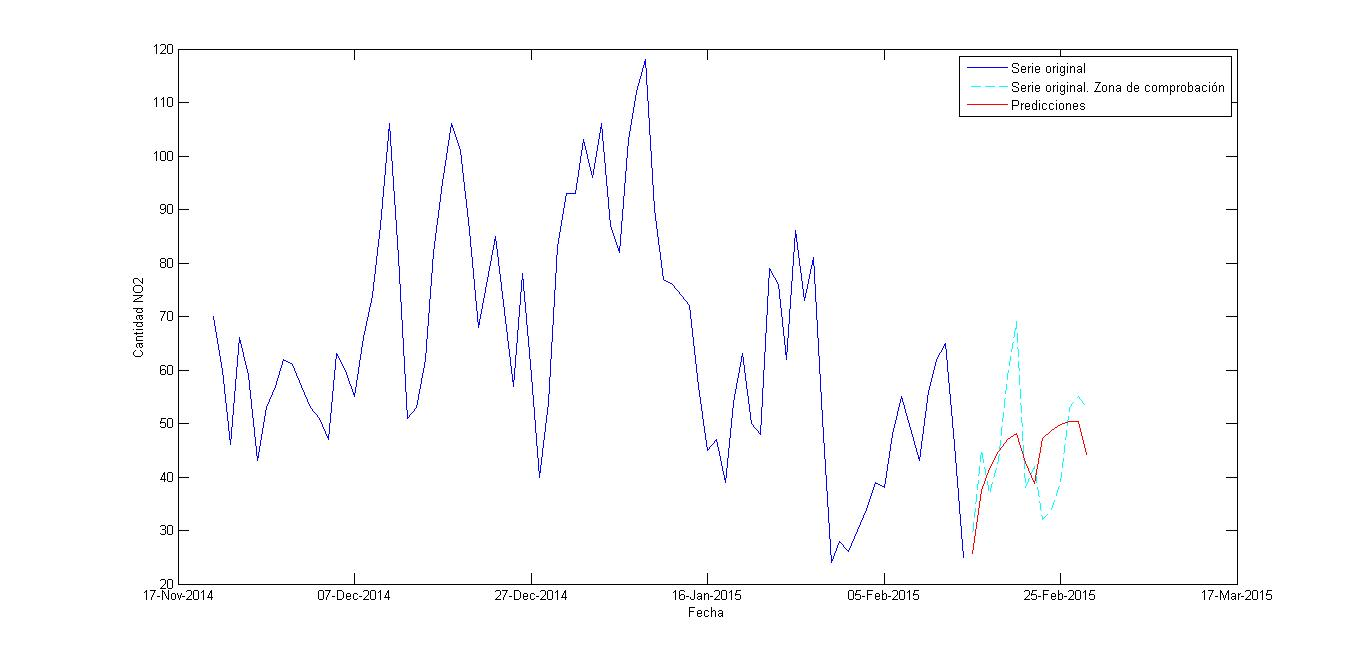 120
110
100
90
80
70
60
50
40
30
20
Cantidad NO2
Serie original
Serie original. Zona de comprobación
Predicciones
17-Nov-2014 07-Dec-2014 27-Dec-2014 16-Jan-2015 05-Feb-2015 25-Feb-2015 17-Mar-2015
Fecha